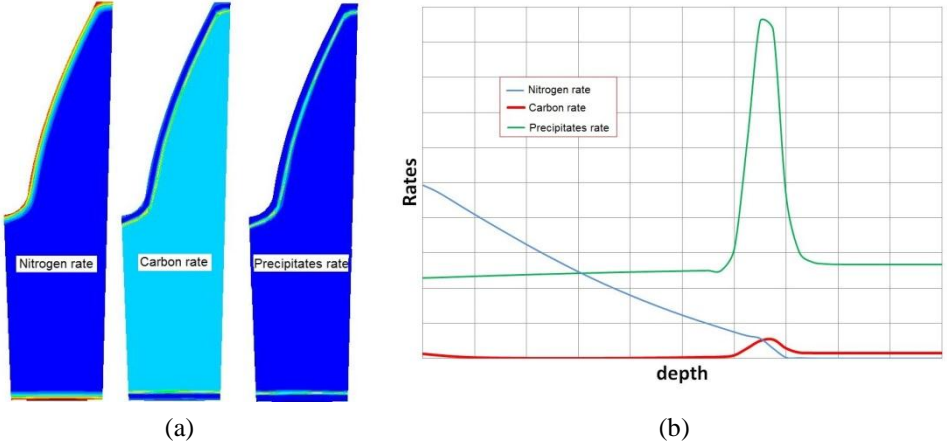 Nitrogen rate
Carbon rate
Precipitates rate
(a)
Rates
Nitrogen rate
Carbon rate
Precipitates rate
depth
(b)